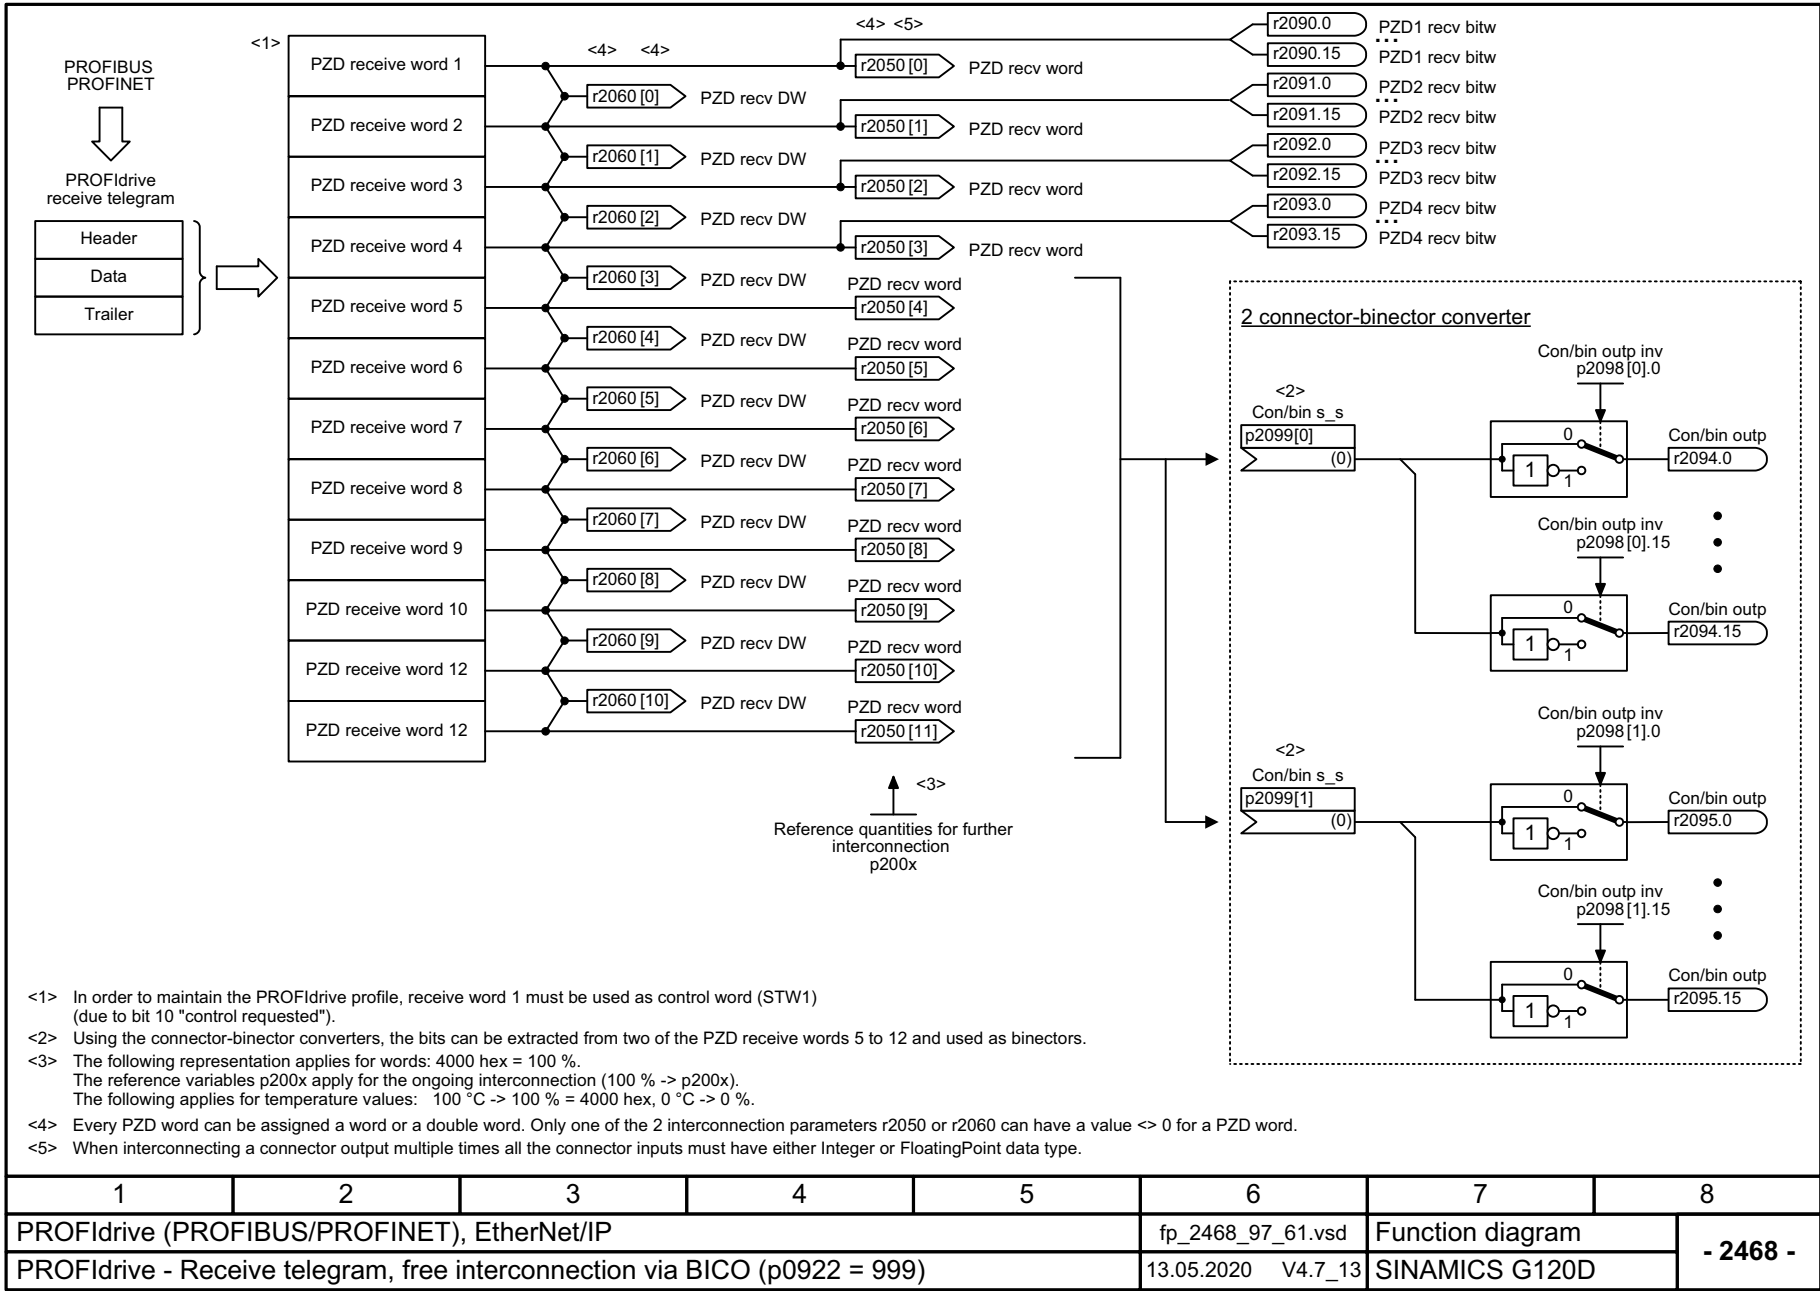 PROFIBUS
PROFINET
PROFIdrive
receive telegram
Header
Data
Trailer
<1>
PZD receive word 1
PZD receive word 2
PZD receive word 3
PZD receive word 4
PZD receive word 5
PZD receive word 6
PZD receive word 7
PZD receive word 8
PZD receive word 9
PZD receive word 10
PZD receive word 12
PZD receive word 12
<4> <4>
r2060 [0] PZD recv DW
r2060 [1] PZD recv DW
r2060 [2] PZD recv DW
r2060 [3] PZD recv DW
r2060 [4] PZD recv DW
r2060 [5] PZD recv DW
r2060 [6] PZD recv DW
r2060 [7] PZD recv DW
r2060 [8] PZD recv DW
r2060 [9] PZD recv DW
r2060 [10] PZD recv DW
<4> <5>
r2050 [0] PZD recv word
r2050 [1] PZD recv word
r2050 [2] PZD recv word
r2050 [3] PZD recv word
PZD recv word
r2050 [4]
PZD recv word
r2050 [5]
PZD recv word
r2050 [6]
PZD recv word
r2050 [7]
PZD recv word
r2050 [8]
PZD recv word
r2050 [9]
PZD recv word
r2050 [10]
PZD recv word
r2050 [11]
<3>
Reference quantities for further
interconnection
p200x
r2090.0 PZD1 recv bitw
...
r2090.15 PZD1 recv bitw
r2091.0 PZD2 recv bitw
...
r2091.15 PZD2 recv bitw
r2092.0 PZD3 recv bitw
...
r2092.15 PZD3 recv bitw
r2093.0 PZD4 recv bitw
...
r2093.15 PZD4 recv bitw
2 connector-binector converter
<2>
Con/bin s_s
p2099[0]
(0)
Con/bin outp inv
p2098 [0].0
0
1
1
Con/bin outp
r2094.0
Con/bin outp inv
p2098 [0].15
0
1
1
Con/bin outp
r2094.15
<2>
Con/bin s_s
p2099[1]
(0)
Con/bin outp inv
p2098 [1].0
0
1
1
Con/bin outp
r2095.0
Con/bin outp inv
p2098 [1].15
0
1
1
Con/bin outp
r2095.15
<1> In order to maintain the PROFIdrive profile, receive word 1 must be used as control word (STW1)
(due to bit 10 "control requested").
<2> Using the connector-binector converters, the bits can be extracted from two of the PZD receive words 5 to 12 and used as binectors.
<3> The following representation applies for words: 4000 hex = 100 %.
The reference variables p200x apply for the ongoing interconnection (100 % -> p200x).
The following applies for temperature values: 100 °C -> 100 % = 4000 hex, 0 °C -> 0 %.
<4> Every PZD word can be assigned a word or a double word. Only one of the 2 interconnection parameters r2050 or r2060 can have a value <> 0 for a PZD word.
<5> When interconnecting a connector output multiple times all the connector inputs must have either Integer or FloatingPoint data type.
1 2 3 4 5 6 7 8
PROFIdrive (PROFIBUS/PROFINET), EtherNet/IP
fp_2468_97_61.vsd
Function diagram
- 2468 -
PROFIdrive - Receive telegram, free interconnection via BICO (p0922 = 999)
13.05.2020 V4.7_13
SINAMICS G120D